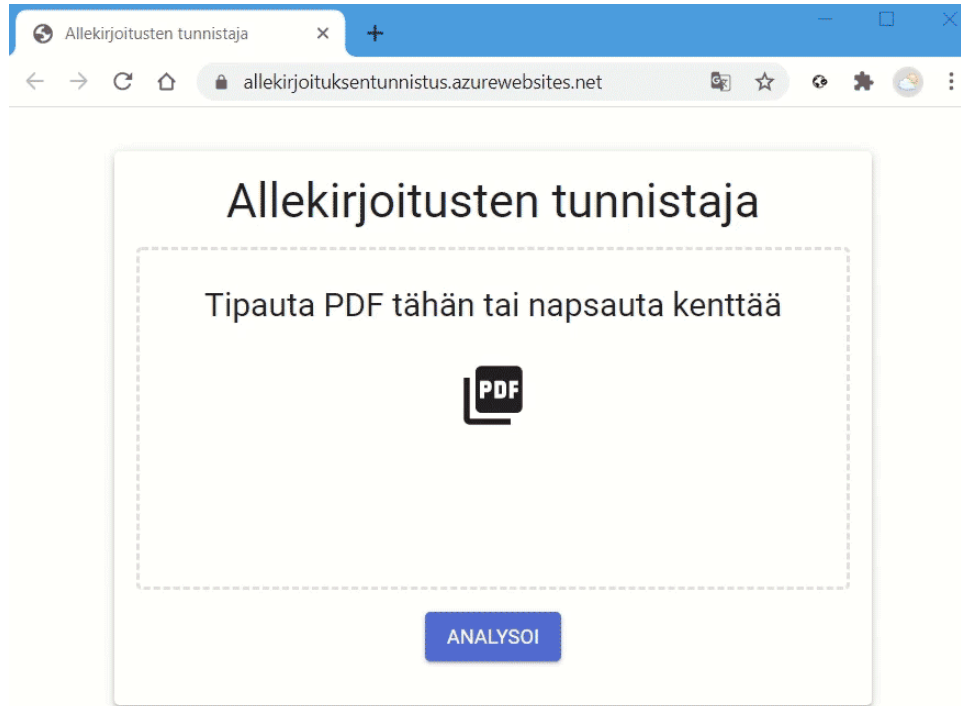 Allekirjoitusten tunnistaja
allekirjoituksentunnistus.azurewebsites.net
Allekirjoitusten tunnistaja
Tipauta PDF tähän tai napsauta kenttää
PDF
ANALYSOI